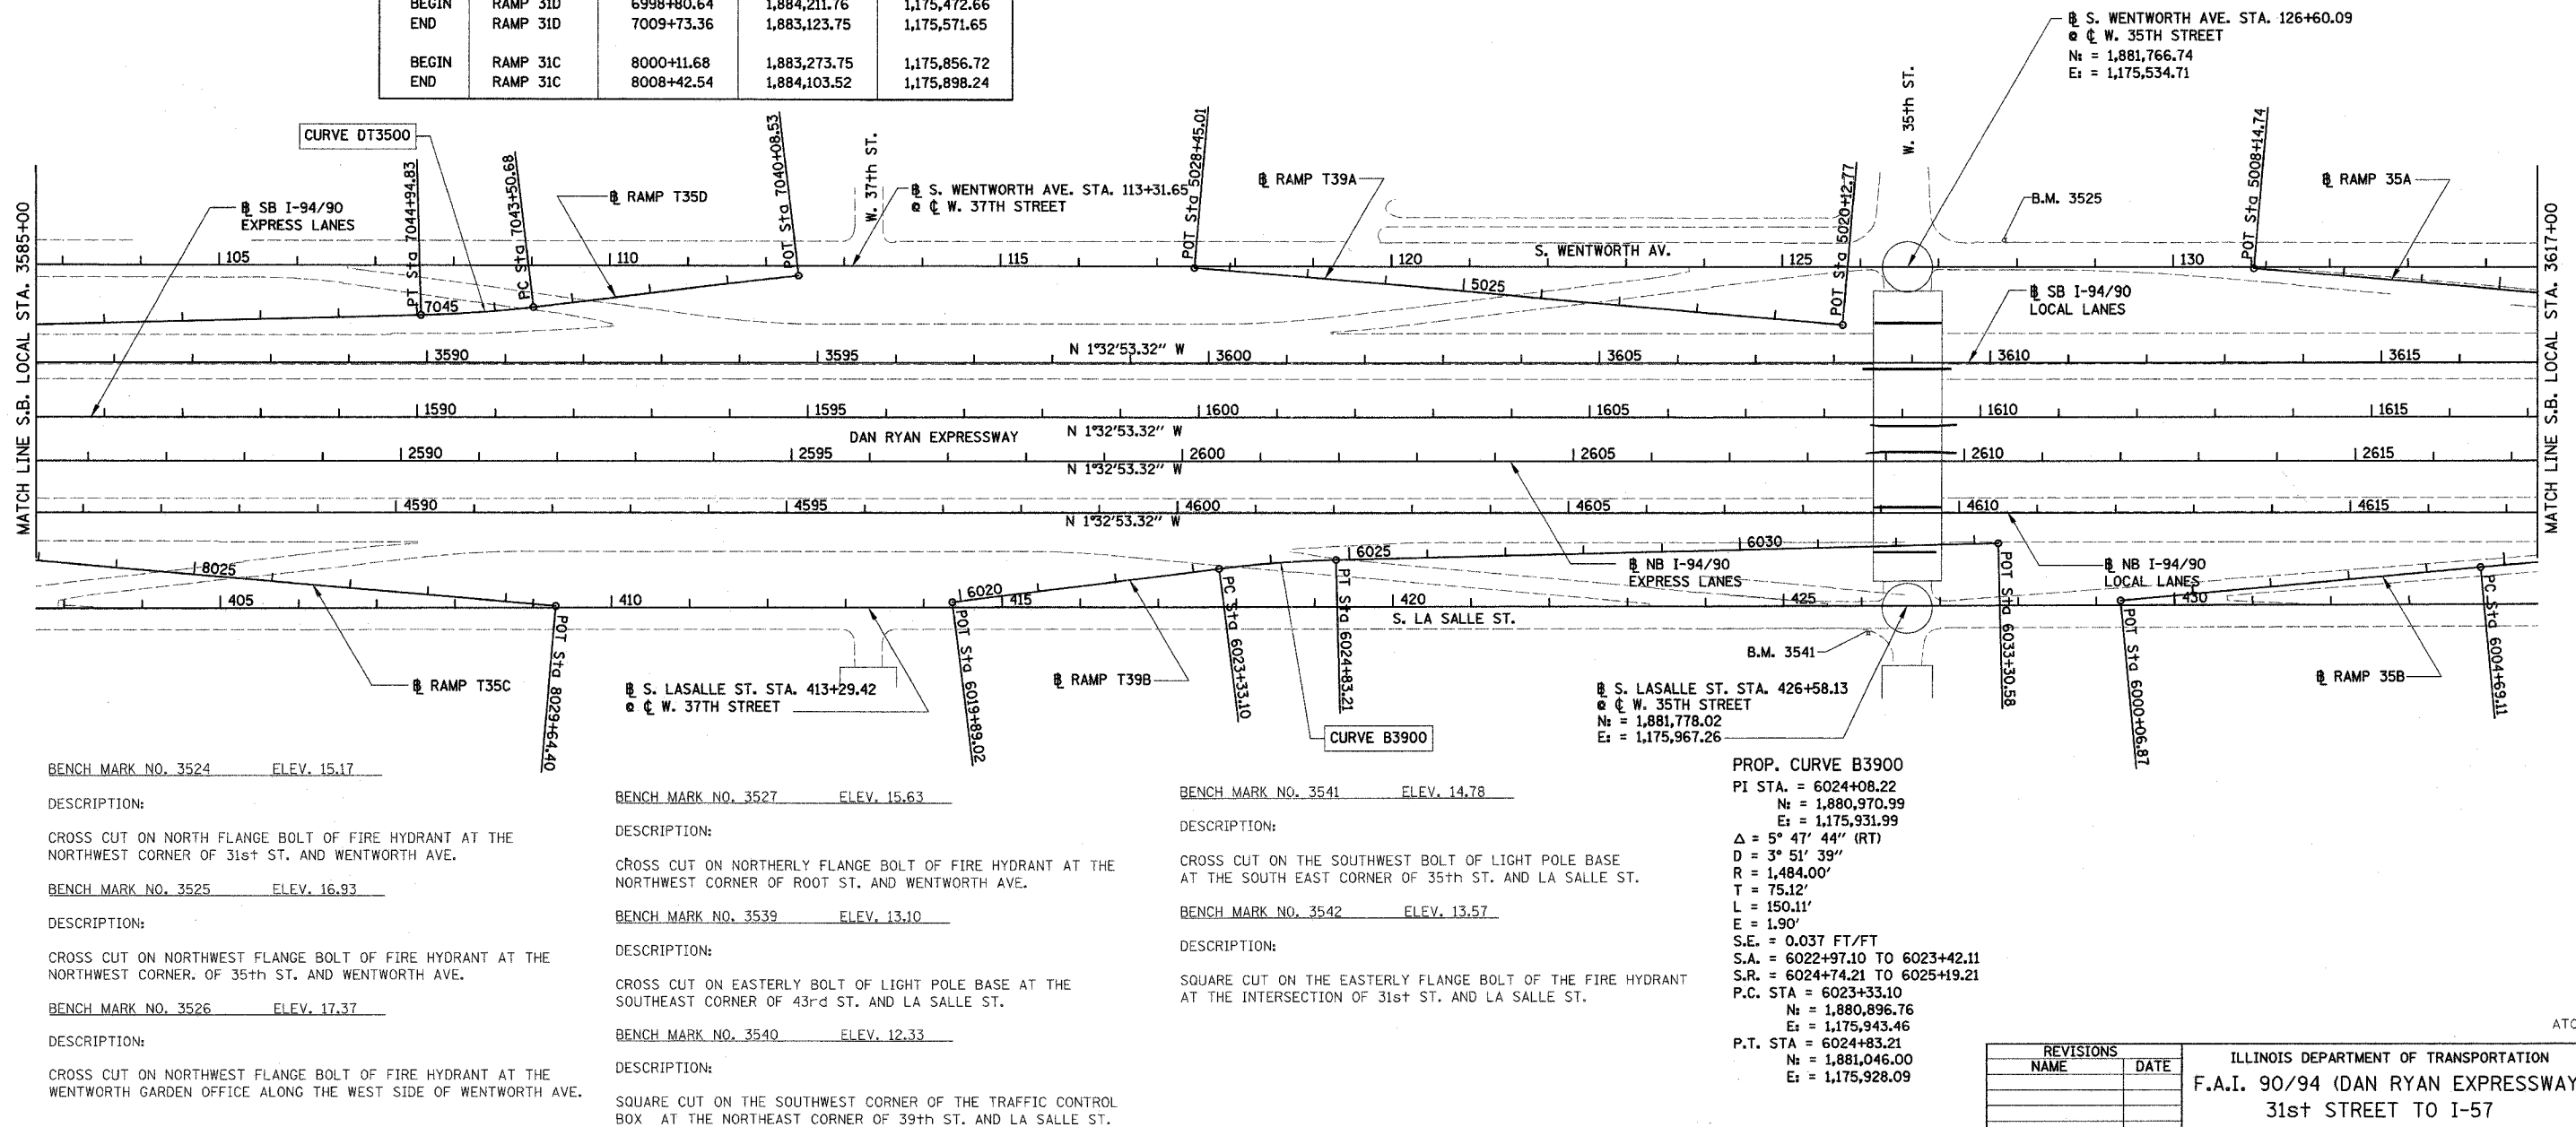 BEGIN RAMP 31D 6998+80.64 1,884,211.76 1,175,472.66
END RAMP 31D 7009+73.36 1,883,123.75 1,175,571.65
BEGIN RAMP 31C 8000+11.68 1,883,273.75 1,175,856.72
END RAMP 31C 8008+42.54 1,884,103.52 1,175,898.24
CURVE DT3500
PT Sta 7044+94.83
PC Sta 7043+50.68
℄ RAMP T35D
POT Sta 7040+08.53
W. 37th ST.
℄ S. WENTWORTH AVE. STA. 113+31.65
@ ℄ W. 37TH STREET
POT Sta 5028+45.01
℄ RAMP T39A
POT Sta 5020+12.77
W. 35th ST.
℄ S. WENTWORTH AVE. STA. 126+60.09
@ ℄ W. 35TH STREET
N: = 1,881,766.74
E: = 1,175,534.71
B.M. 3525
POT Sta 5008+14.74
℄ RAMP 35A
MATCH LINE S.B. LOCAL STA. 3585+00
℄ SB I-94/90
EXPRESS LANES
105 110 115 120 125 130
S. WENTWORTH AV.
7045
5025
℄ SB I-94/90
LOCAL LANES
MATCH LINE S.B. LOCAL STA. 3617+00
3590 3595 N 1°32'53.32" W 3600 3605 3610 3615
1590 1595 1600 1605 1610 1615
DAN RYAN EXPRESSWAY N 1°32'53.32" W
2590 2595 2600 2605 2610 2615
N 1°32'53.32" W
4590 4595 4600 4605 4610 4615
N 1°32'53.32" W
8025
6020
6025
6030
℄ NB I-94/90
EXPRESS LANES
℄ NB I-94/90
LOCAL LANES
405 410 415 420 425 430
S. LA SALLE ST.
℄ RAMP T35C
POT Sta 8029+64.40
℄ S. LASALLE ST. STA. 413+29.42
@ ℄ W. 37TH STREET
POT Sta 6019+89.02
℄ RAMP T39B
PC Sta 6023+33.10
PT Sta 6024+83.21
CURVE B3900
B.M. 3541
℄ S. LASALLE ST. STA. 426+58.13
@ ℄ W. 35TH STREET
N: = 1,881,778.02
E: = 1,175,967.26
POT Sta 6033+30.58
POT Sta 6000+06.87
℄ RAMP 35B
PC Sta 6004+69.11
BENCH MARK NO. 3524 ELEV. 15.17
DESCRIPTION:
CROSS CUT ON NORTH FLANGE BOLT OF FIRE HYDRANT AT THE
NORTHWEST CORNER OF 31st ST. AND WENTWORTH AVE.
BENCH MARK NO. 3525 ELEV. 16.93
DESCRIPTION:
CROSS CUT ON NORTHWEST FLANGE BOLT OF FIRE HYDRANT AT THE
NORTHWEST CORNER. OF 35th ST. AND WENTWORTH AVE.
BENCH MARK NO. 3526 ELEV. 17.37
DESCRIPTION:
CROSS CUT ON NORTHWEST FLANGE BOLT OF FIRE HYDRANT AT THE
WENTWORTH GARDEN OFFICE ALONG THE WEST SIDE OF WENTWORTH AVE.
BENCH MARK NO. 3527 ELEV. 15.63
DESCRIPTION:
CROSS CUT ON NORTHERLY FLANGE BOLT OF FIRE HYDRANT AT THE
NORTHWEST CORNER OF ROOT ST. AND WENTWORTH AVE.
BENCH MARK NO. 3539 ELEV. 13.10
DESCRIPTION:
CROSS CUT ON EASTERLY BOLT OF LIGHT POLE BASE AT THE
SOUTHEAST CORNER OF 43rd ST. AND LA SALLE ST.
BENCH MARK NO. 3540 ELEV. 12.33
DESCRIPTION:
SQUARE CUT ON THE SOUTHWEST CORNER OF THE TRAFFIC CONTROL
BOX AT THE NORTHEAST CORNER OF 39th ST. AND LA SALLE ST.
BENCH MARK NO. 3541 ELEV. 14.78
DESCRIPTION:
CROSS CUT ON THE SOUTHWEST BOLT OF LIGHT POLE BASE
AT THE SOUTH EAST CORNER OF 35th ST. AND LA SALLE ST.
BENCH MARK NO. 3542 ELEV. 13.57
DESCRIPTION:
SQUARE CUT ON THE EASTERLY FLANGE BOLT OF THE FIRE HYDRANT
AT THE INTERSECTION OF 31st ST. AND LA SALLE ST.
PROP. CURVE B3900
PI STA. = 6024+08.22
N: = 1,880,970.99
E: = 1,175,931.99
Δ = 5° 47' 44" (RT)
D = 3° 51' 39"
R = 1,484.00'
T = 75.12'
L = 150.11'
E = 1.90'
S.E. = 0.037 FT/FT
S.A. = 6022+97.10 TO 6023+42.11
S.R. = 6024+74.21 TO 6025+19.21
P.C. STA = 6023+33.10
N: = 1,880,896.76
E: = 1,175,943.46
P.T. STA = 6024+83.21
N: = 1,881,046.00
E: = 1,175,928.09
REVISIONS
NAME DATE
ILLINOIS DEPARTMENT OF TRANSPORTATION
F.A.I. 90/94 (DAN RYAN EXPRESSWAY
31st STREET TO I-57